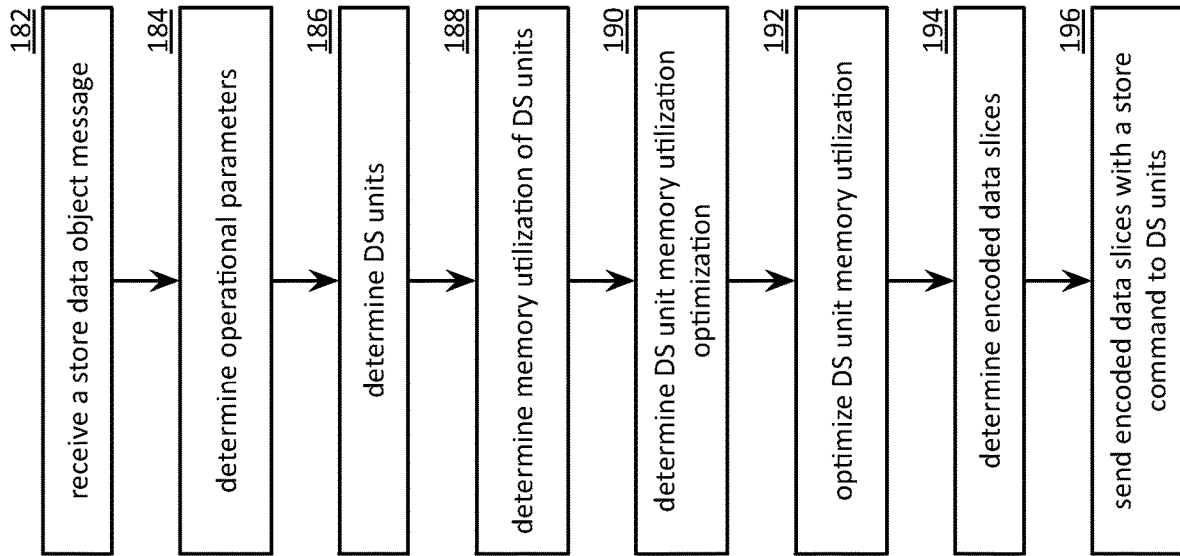 182
receive a store data object message
184
determine operational parameters
186
determine DS units
188
determine memory utilization of DS units
190
determine DS unit memory utilization
optimization
192
optimize DS unit memory utilization
194
determine encoded data slices
196
send encoded data slices with a store
command to DS units